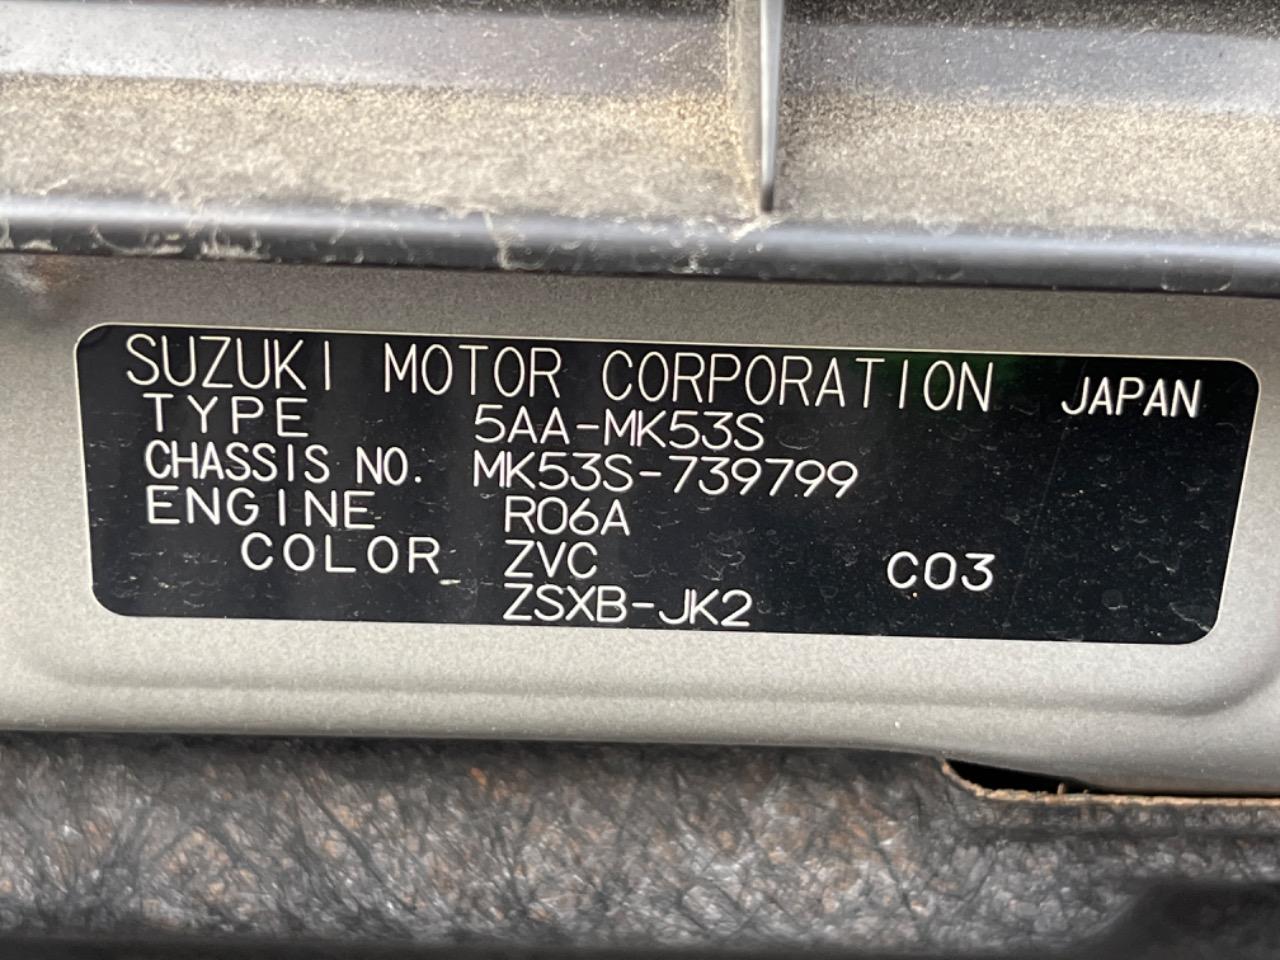 SUZUKI MOTOR CORPORATION JAPAN
TYPE 5AA-MK53S
CHASSIS NO. MK53S-739799
ENGINE R06A
COLOR ZVC C03
ZSXB-JK2